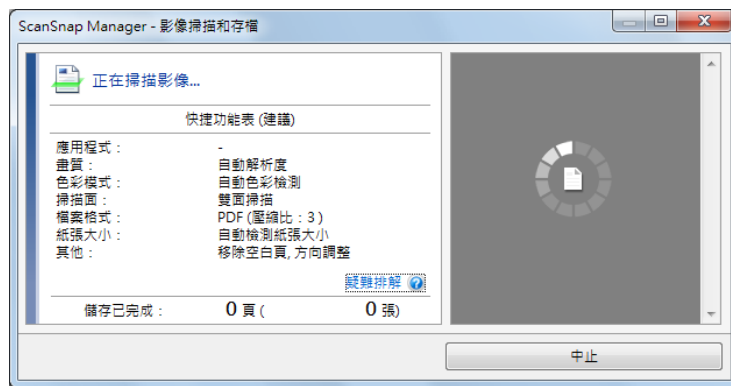 ScanSnap Manager - 影像掃描和存檔
正在掃描影像...
快捷功能表 (建議)
應用程式： -
畫質： 自動解析度
色彩模式： 自動色彩檢測
掃描面： 雙面掃描
檔案格式： PDF (壓縮比：3)
紙張大小： 自動檢測紙張大小
其他： 移除空白頁, 方向調整
疑難排解 ?
儲存已完成： 0 頁 ( 0 張)
中止